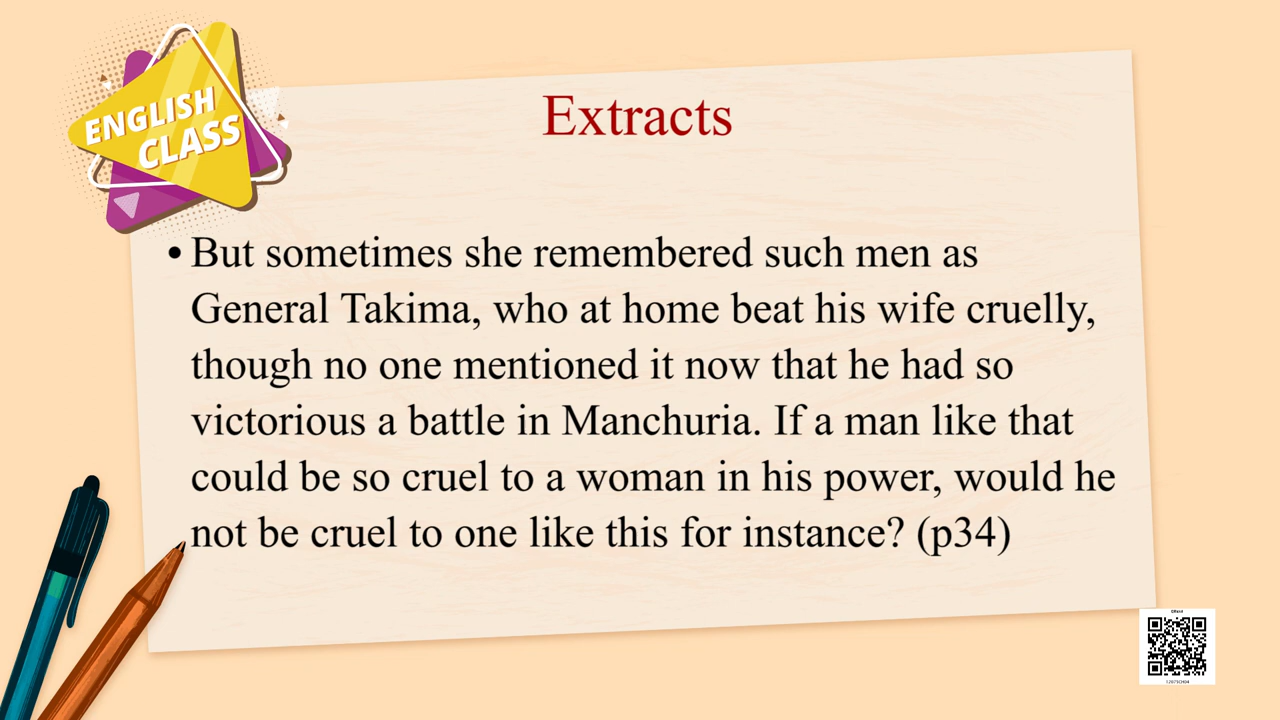 ENGLISH
CLASS
Extracts
• But sometimes she remembered such men as
General Takima, who at home beat his wife cruelly,
though no one mentioned it now that he had so
victorious a battle in Manchuria. If a man like that
could be so cruel to a woman in his power, would he
not be cruel to one like this for instance? (p34)